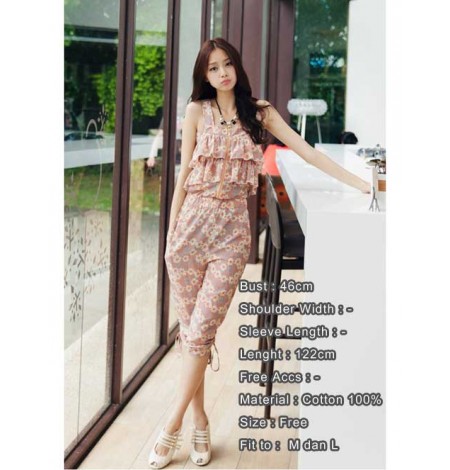 Bust : 46cm
Shoulder Width : -
Sleeve Length : -
Lenght : 122cm
Free Accs : -
Material : Cotton 100%
Size : Free
Fit to :  M dan L